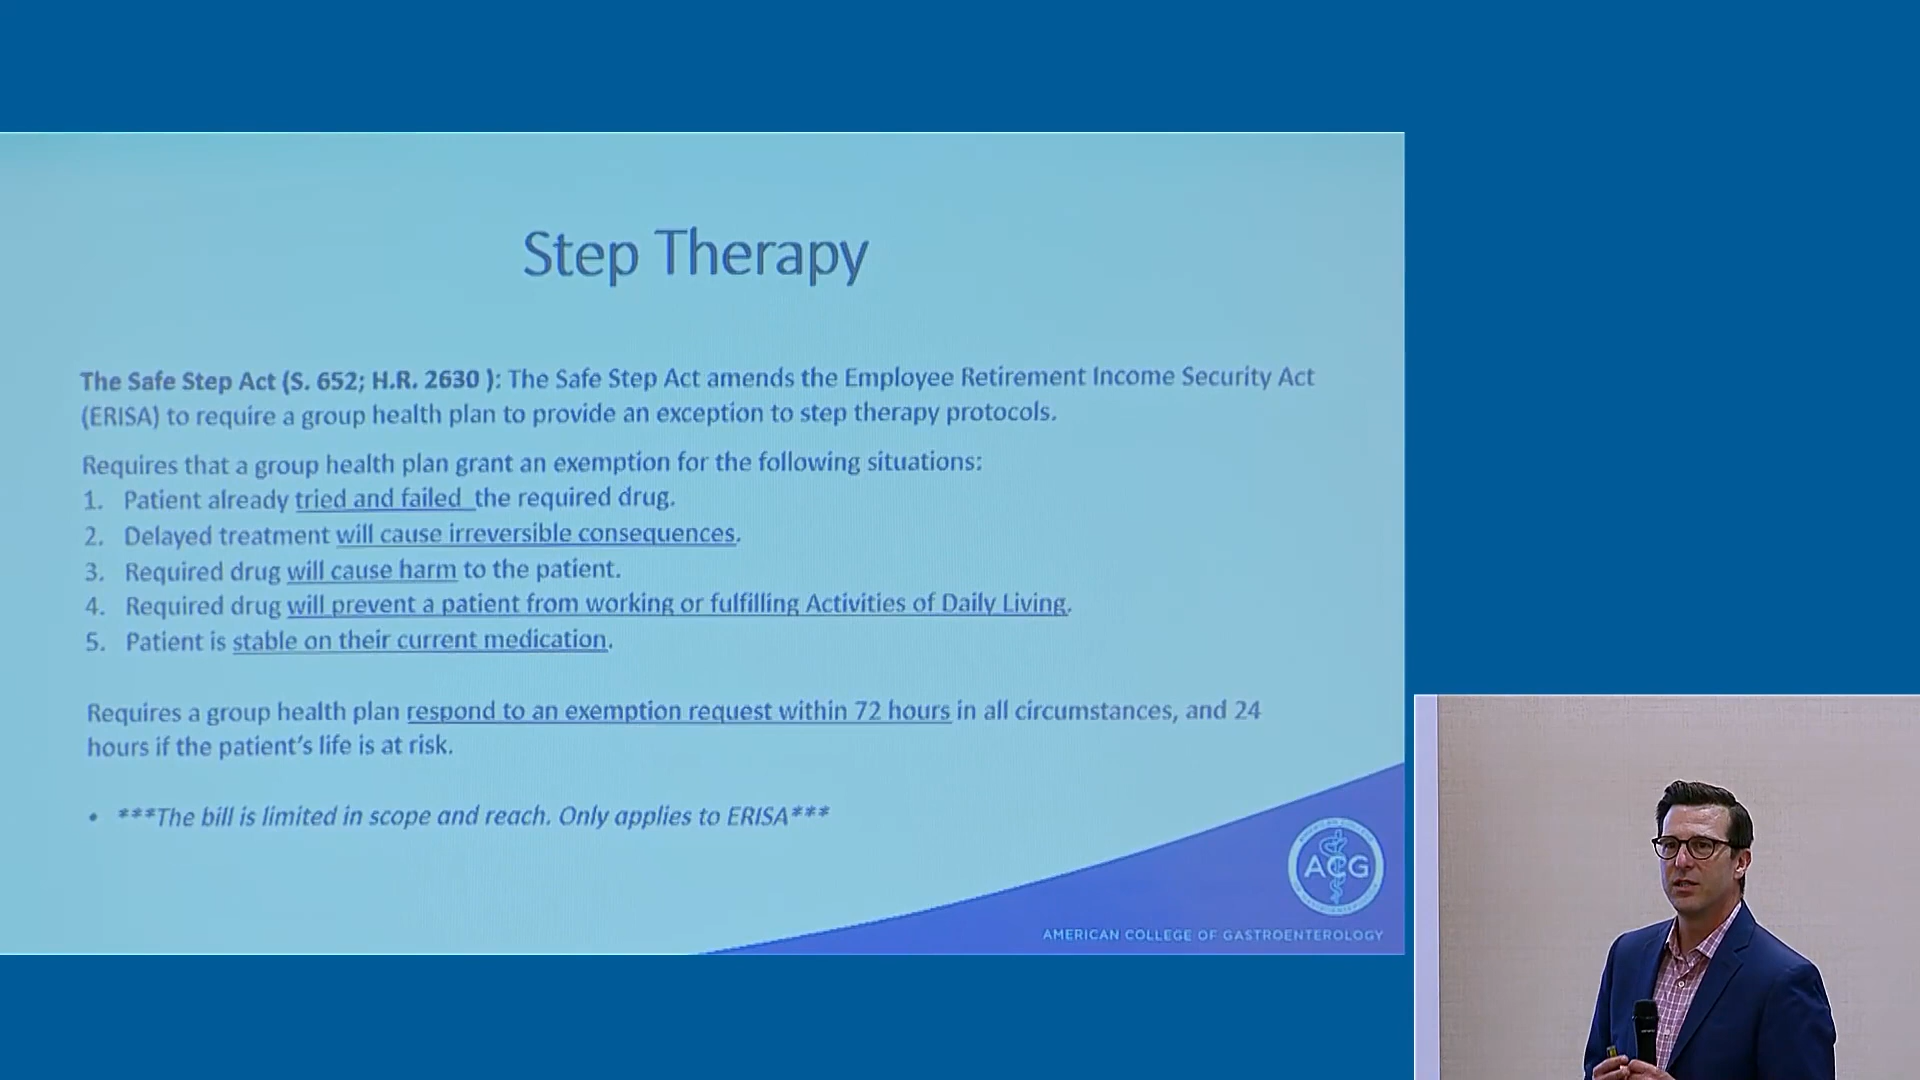 Step Therapy
The Safe Step Act (S. 652; H.R. 2630 ): The Safe Step Act amends the Employee Retirement Income Security Act
(ERISA) to require a group health plan to provide an exception to step therapy protocols.
Requires that a group health plan grant an exemption for the following situations:
1. Patient already tried and failed the required drug.
2. Delayed treatment will cause irreversible consequences.
3. Required drug will cause harm to the patient.
4. Required drug will prevent a patient from working or fulfilling Activities of Daily Living.
5. Patient is stable on their current medication.
Requires a group health plan respond to an exemption request within 72 hours in all circumstances, and 24
hours if the patient's life is at risk.
• ***The bill is limited in scope and reach. Only applies to ERISA***
ACG
AMERICAN COLLEGE OF GASTROENTEROLOGY